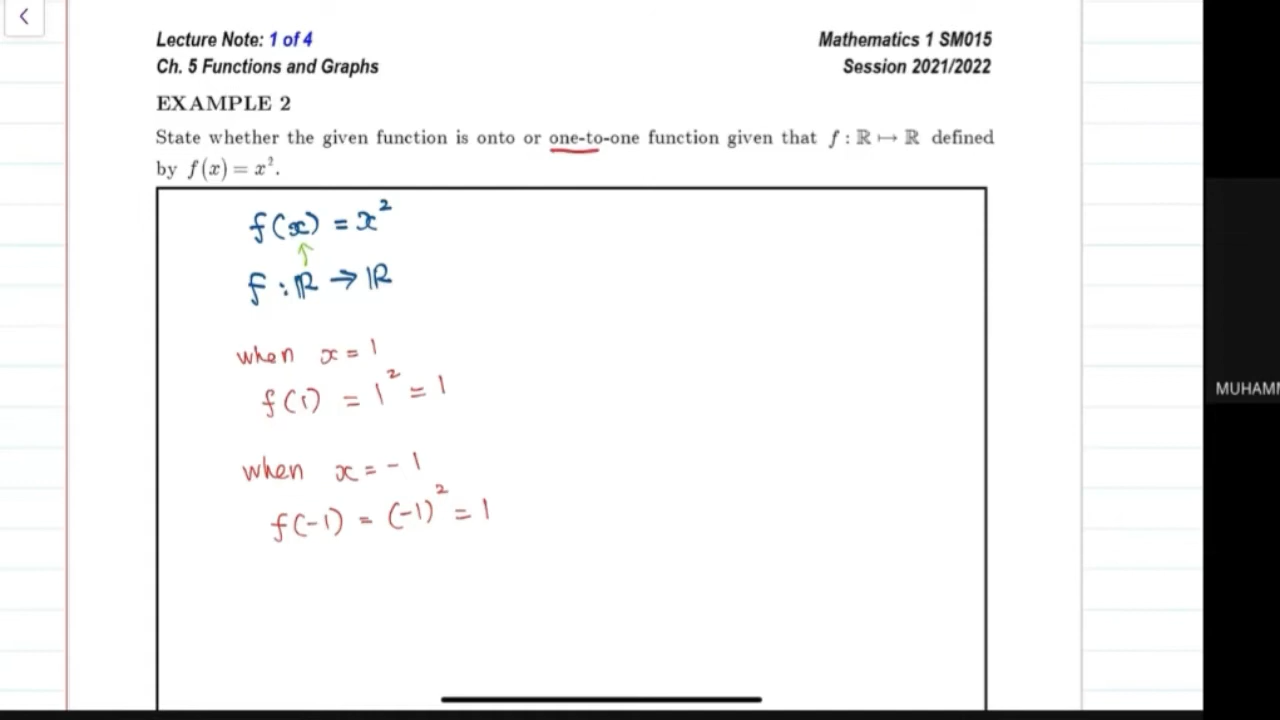 Lecture Note: 1 of 4
Mathematics 1 SM015
Ch. 5 Functions and Graphs
Session 2021/2022
EXAMPLE 2
State whether the given function is onto or one-to-one function given that f : ℝ ↦ ℝ defined
by f(x) = x².
f(x) = x²
f : ℝ → ℝ
when x = 1
f(1) = 1² = 1
when x = -1
f(-1) = (-1)² = 1
MUHAMM